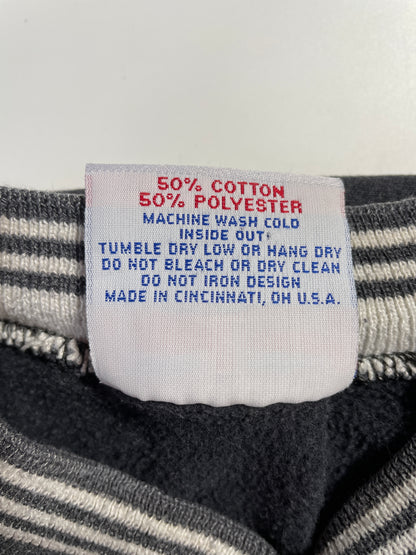 50% COTTON
50% POLYESTER
MACHINE WASH COLD
INSIDE OUT:
TUMBLE DRY LOW OR HANG DRY
DO NOT BLEACH OR DRY CLEAN
DO NOT IRON DESIGN
MADE IN CINCINNATI, OH U.S.A.